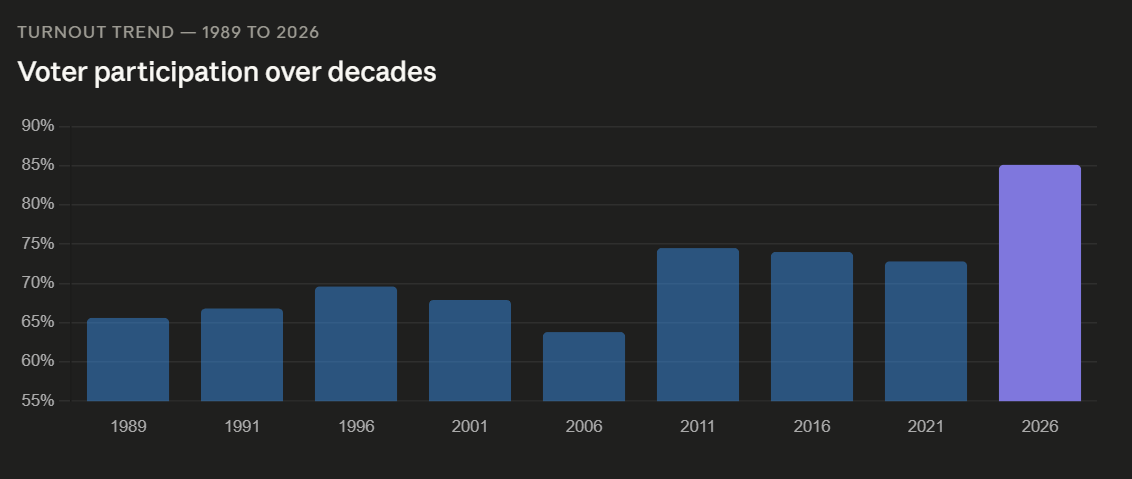 TURNOUT TREND — 1989 TO 2026
Voter participation over decades
90%
85%
80%
75%
70%
65%
60%
55%
1989 1991 1996 2001 2006 2011 2016 2021 2026